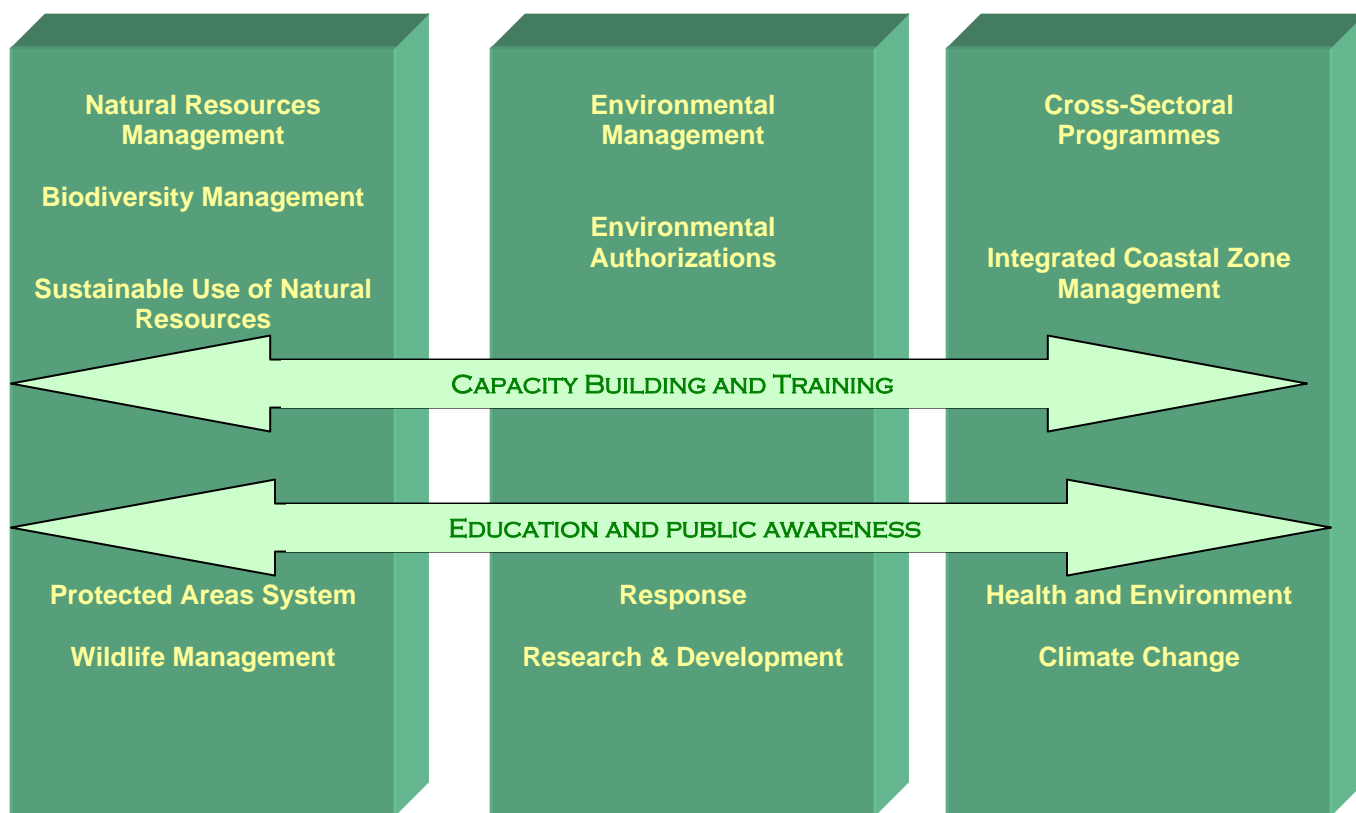 Natural Resources
Management
Biodiversity Management
Sustainable Use of Natural
Resources
Environmental
Management
Environmental
Authorizations
Cross-Sectoral
Programmes
Integrated Coastal Zone
Management
CAPACITY BUILDING AND TRAINING
EDUCATION AND PUBLIC AWARENESS
Protected Areas System
Wildlife Management
Response
Research & Development
Health and Environment
Climate Change